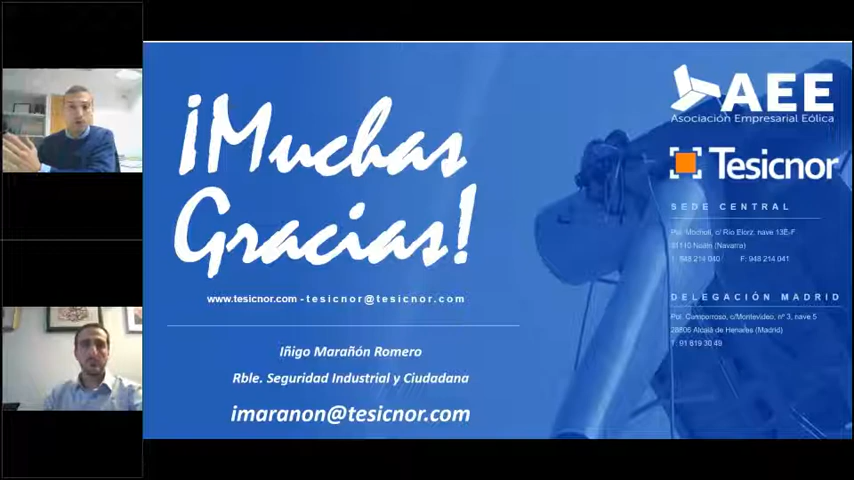 ¡Muchas
Gracias!
www.tesicnor.com - tesicnor@tesicnor.com
Iñigo Marañón Romero
Rble. Seguridad Industrial y Ciudadana
imaranon@tesicnor.com
AEE
Asociación Empresarial Eólica
Tesicnor
SEDE CENTRAL
Pol. Mocholi, c/ Río Elorz, nave 13E-F
31110 Noáin (Navarra)
T: 948 214 040 F: 948 214 041
DELEGACIÓN MADRID
Pol. Camporroso, c/Montevideo, nº 3, nave 5
28806 Alcalá de Henares (Madrid)
T: 91 819 30 49